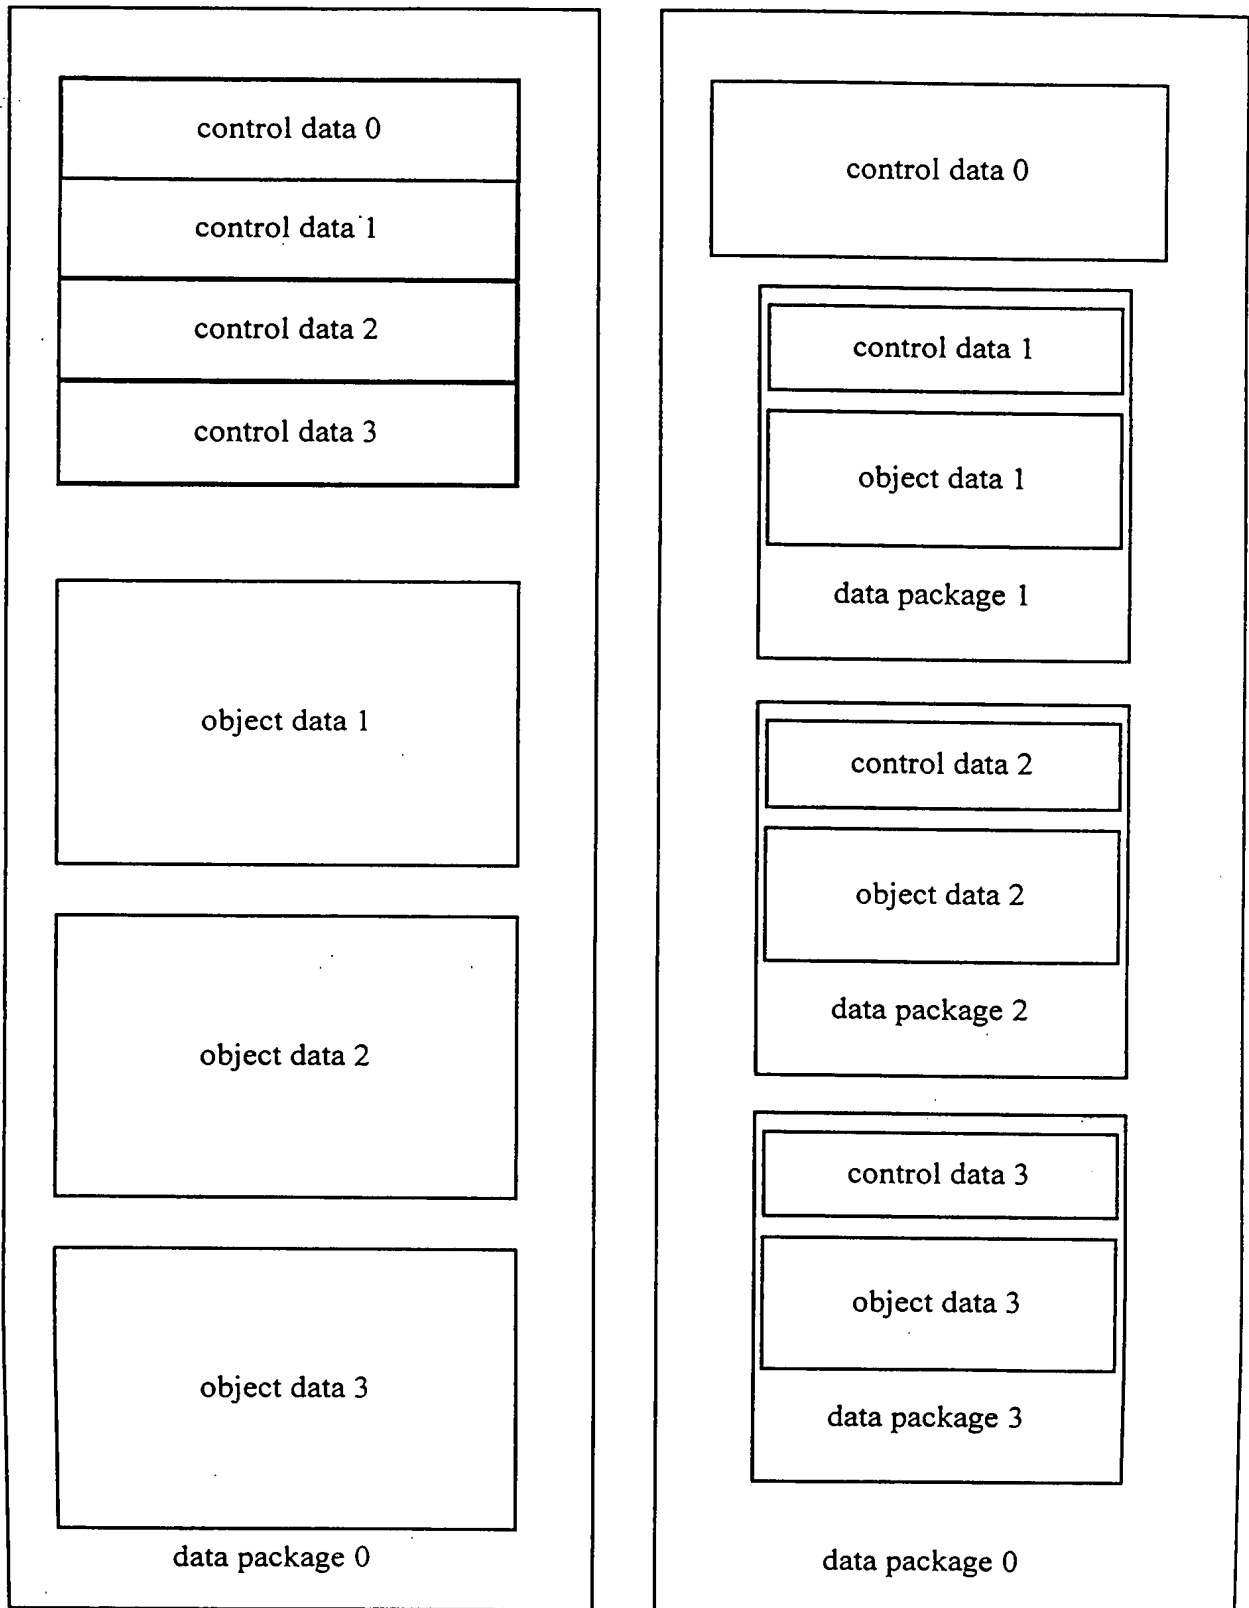 control data 0
control data 1
control data 2
control data 3
object data 1
object data 2
object data 3
data package 0
control data 0
control data 1
object data 1
data package 1
control data 2
object data 2
data package 2
control data 3
object data 3
data package 3
data package 0